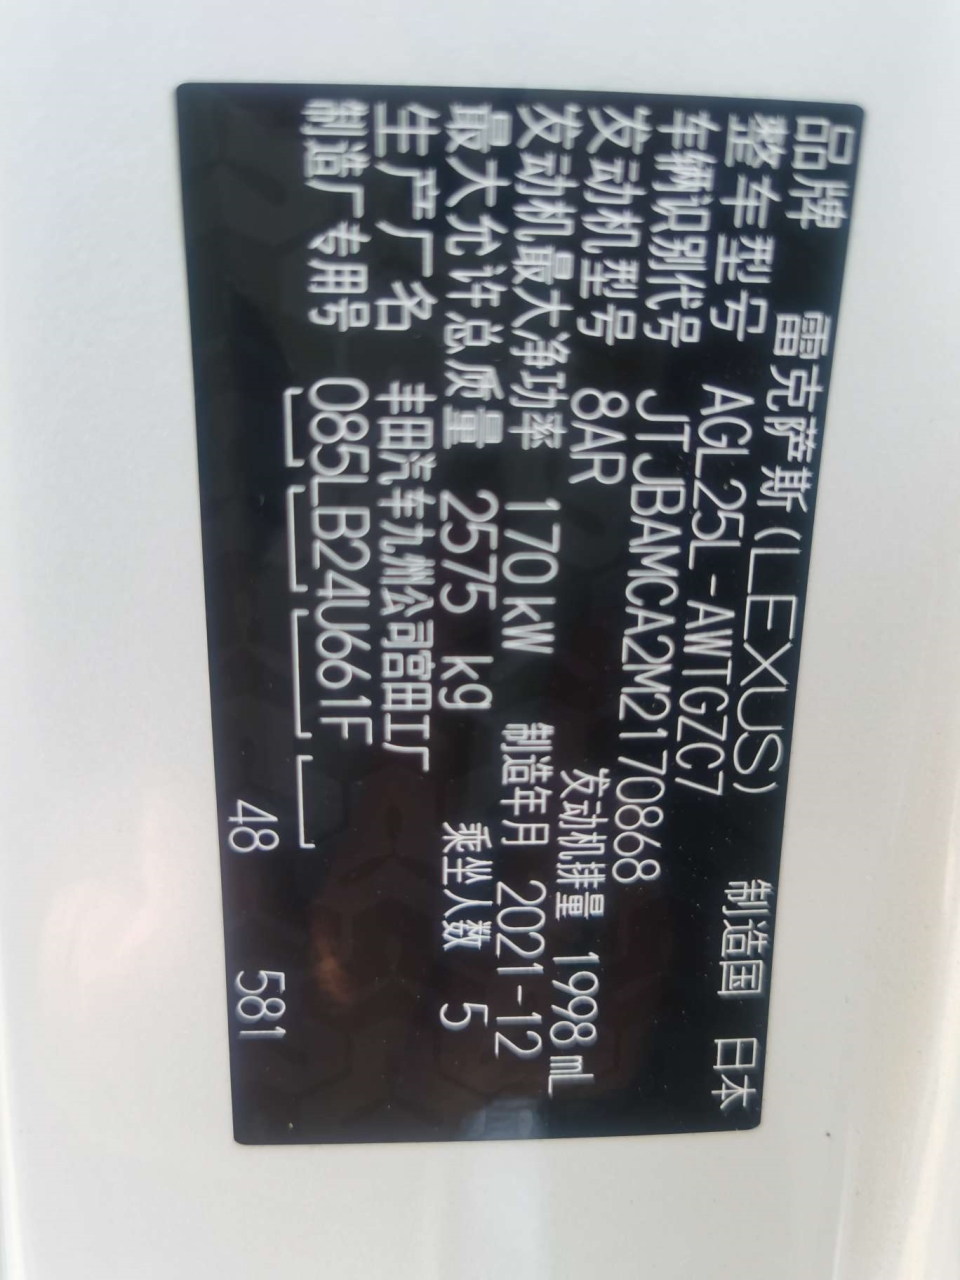 品牌 雷克萨斯(LEXUS) 制造国 日本
整车型号 AGL25L-AWTGZC7
车辆识别代号 JTJBAMCA2M2170868
发动机型号 8AR 发动机排量 1998mL
发动机最大净功率 170kW 制造年月 2021-12
最大允许总质量 2575 kg 乘坐人数 5
生产厂名 丰田汽车九州公司宫田工厂
制造厂专用号 085LB24U661F
48 581